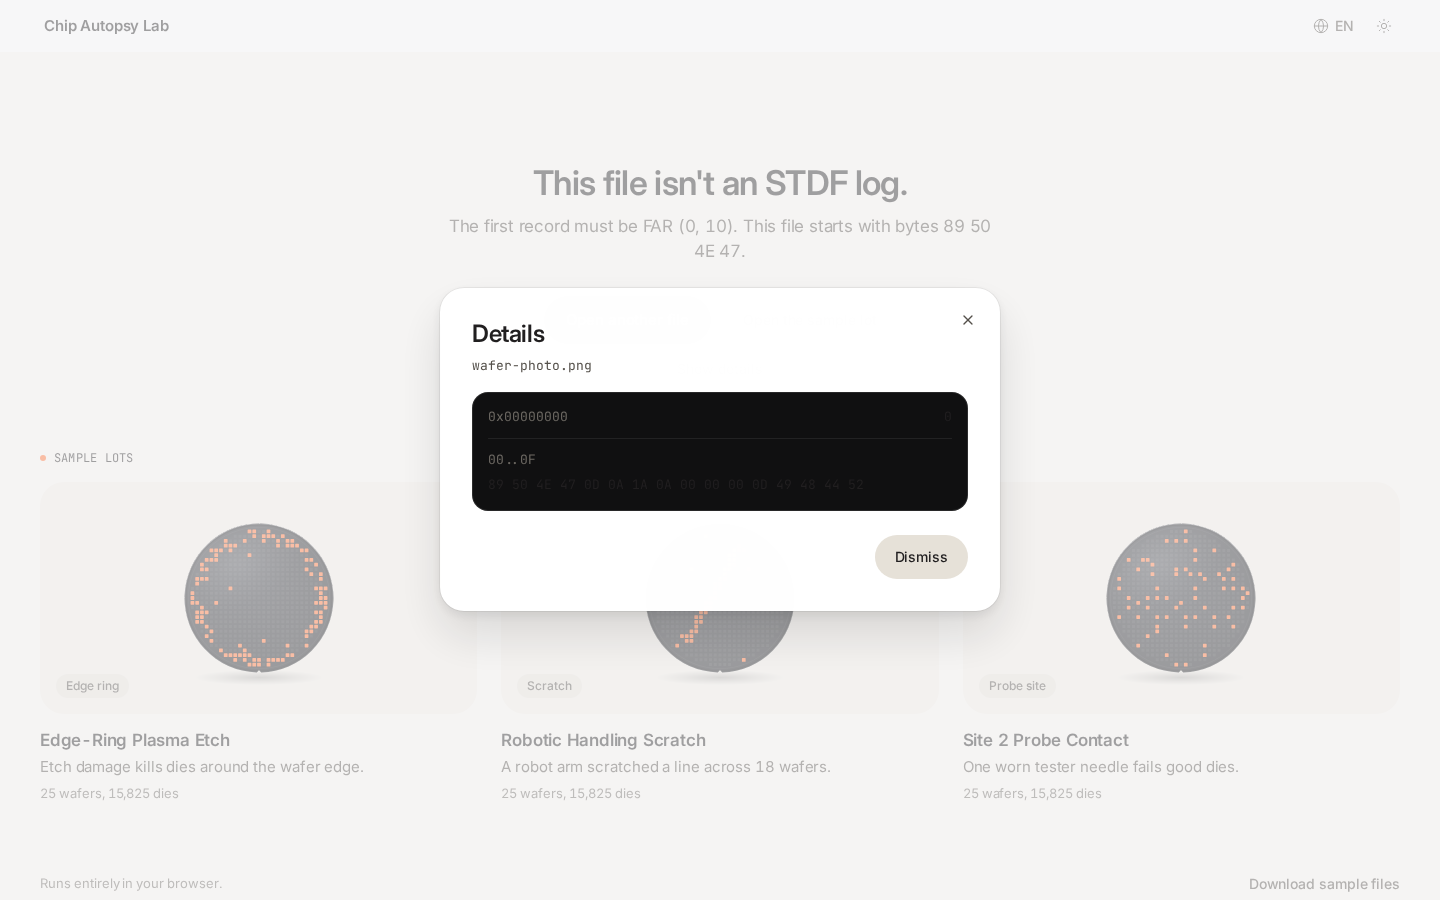 Chip Autopsy Lab
EN
This file isn't an STDF log.
The first record must be FAR (0, 10). This file starts with bytes 89 50
4E 47.
Details
wafer-photo.png
0x00000000 0
00..0F
89 50 4E 47 0D 0A 1A 0A 00 00 00 0D 49 48 44 52
Dismiss
SAMPLE LOTS
Edge ring
Scratch
Probe site
Edge-Ring Plasma Etch
Robotic Handling Scratch
Site 2 Probe Contact
Etch damage kills dies around the wafer edge.
A robot arm scratched a line across 18 wafers.
One worn tester needle fails good dies.
25 wafers, 15,825 dies
25 wafers, 15,825 dies
25 wafers, 15,825 dies
Runs entirely in your browser.
Download sample files